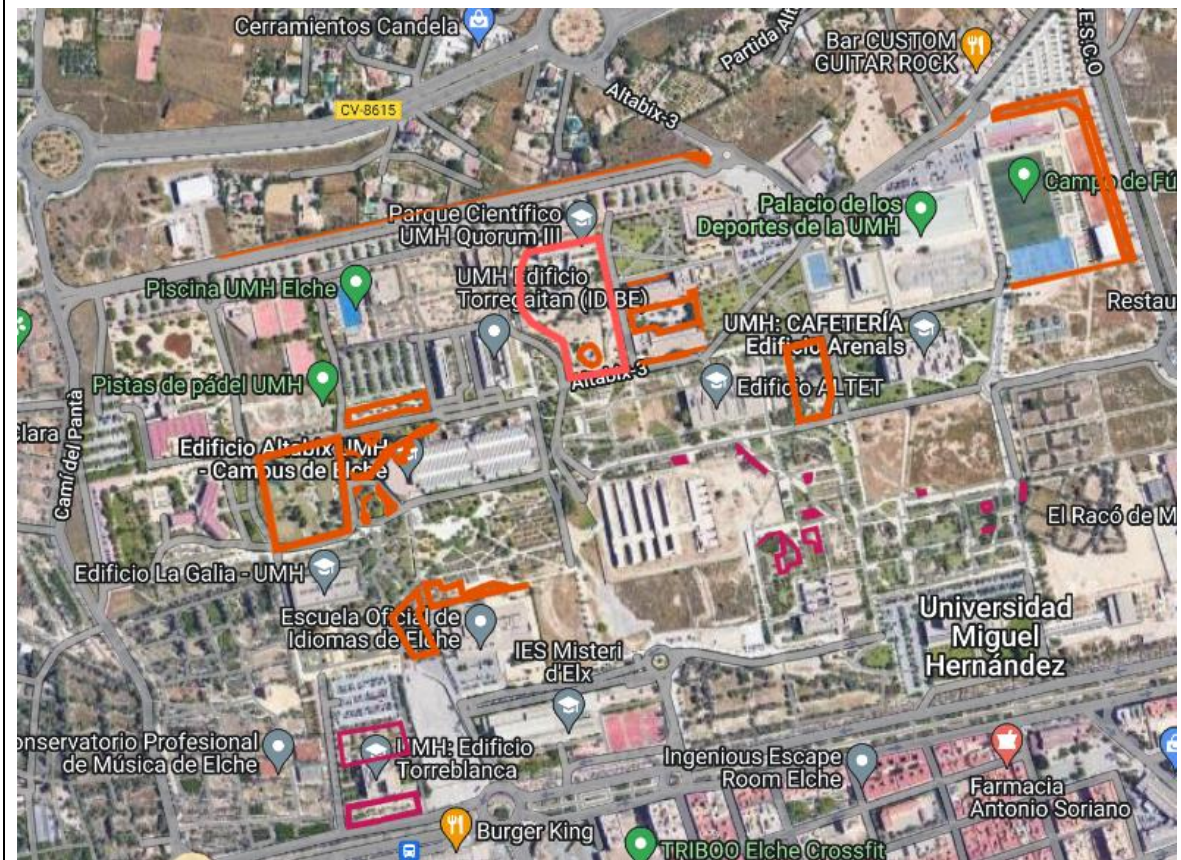 Cerramientos Candela
Partida Alta
Bar CUSTOM
GUITAR ROCK
ES.C.O
CV-8615
Altabix-3
Campo de Fú
Parque Científico
UMH Quorum III
Palacio de los
Deportes de la UMH
Piscina UMH Elche
UMH Edificio
Torregaitan (IDiBE)
Restau
UMH: CAFETERÍA
Edificio Arenals
Pistas de pádel UMH
Altabix-3
Edificio ALTET
Clara
Camí del Pantà
Edificio Altabix UMH
- Campus de Elche
El Racó de M
Edificio La Galia - UMH
Escuela Oficial de
Idiomas de Elche
Universidad
Miguel
Hernández
IES Misteri
d'Elx
onservatorio Profesional
de Música de Elche
UMH: Edificio
Torreblanca
Ingenious Escape
Room Elche
Farmacia
Antonio Soriano
Burger King
TRIBOO Elche Crossfit